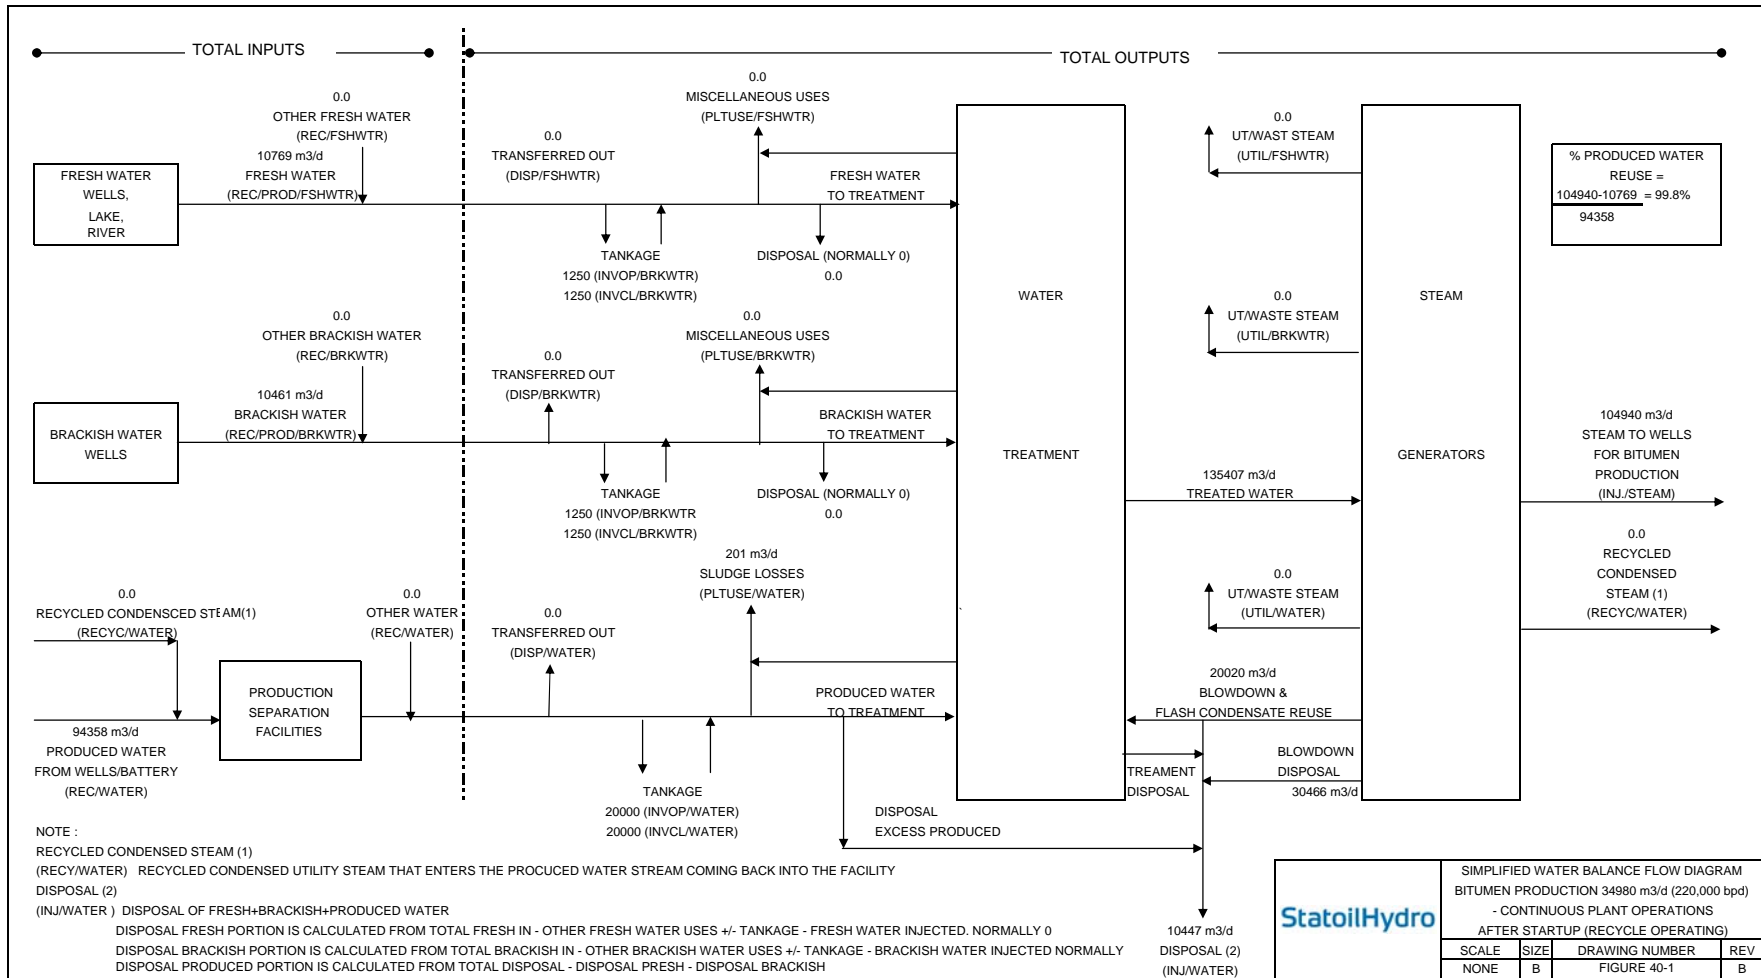 TOTAL INPUTS
TOTAL OUTPUTS
0.0
OTHER FRESH WATER
(REC/FSHWTR)
10769 m3/d
FRESH WATER
(REC/PROD/FSHWTR)
FRESH WATER
WELLS,
LAKE,
RIVER
0.0
TRANSFERRED OUT
(DISP/FSHWTR)
0.0
MISCELLANEOUS USES
(PLTUSE/FSHWTR)
FRESH WATER
TO TREATMENT
TANKAGE
1250 (INVOP/BRKWTR)
1250 (INVCL/BRKWTR)
DISPOSAL (NORMALLY 0)
0.0
0.0
OTHER BRACKISH WATER
(REC/BRKWTR)
10461 m3/d
BRACKISH WATER
(REC/PROD/BRKWTR)
BRACKISH WATER
WELLS
0.0
TRANSFERRED OUT
(DISP/BRKWTR)
0.0
MISCELLANEOUS USES
(PLTUSE/BRKWTR)
BRACKISH WATER
TO TREATMENT
TANKAGE
1250 (INVOP/BRKWTR
1250 (INVCL/BRKWTR)
DISPOSAL (NORMALLY 0)
0.0
0.0
RECYCLED CONDENSCED STEAM(1)
(RECYC/WATER)
0.0
OTHER WATER
(REC/WATER)
PRODUCTION
SEPARATION
FACILITIES
94358 m3/d
PRODUCED WATER
FROM WELLS/BATTERY
(REC/WATER)
0.0
TRANSFERRED OUT
(DISP/WATER)
201 m3/d
SLUDGE LOSSES
(PLTUSE/WATER)
PRODUCED WATER
TO TREATMENT
TANKAGE
20000 (INVOP/WATER)
20000 (INVCL/WATER)
DISPOSAL
EXCESS PRODUCED
WATER
TREATMENT
0.0
UT/WAST STEAM
(UTIL/FSHWTR)
0.0
UT/WASTE STEAM
(UTIL/BRKWTR)
135407 m3/d
TREATED WATER
0.0
UT/WASTE STEAM
(UTIL/WATER)
20020 m3/d
BLOWDOWN &
FLASH CONDENSATE REUSE
TREAMENT
DISPOSAL
BLOWDOWN
DISPOSAL
30466 m3/d
10447 m3/d
DISPOSAL (2)
(INJ/WATER)
STEAM
GENERATORS
% PRODUCED WATER
REUSE =
104940-10769 = 99.8%
94358
104940 m3/d
STEAM TO WELLS
FOR BITUMEN
PRODUCTION
(INJ./STEAM)
0.0
RECYCLED
CONDENSED
STEAM (1)
(RECYC/WATER)
NOTE :
RECYCLED CONDENSED STEAM (1)
(RECY/WATER) RECYCLED CONDENSED UTILITY STEAM THAT ENTERS THE PROCUCED WATER STREAM COMING BACK INTO THE FACILITY
DISPOSAL (2)
(INJ/WATER ) DISPOSAL OF FRESH+BRACKISH+PRODUCED WATER
DISPOSAL FRESH PORTION IS CALCULATED FROM TOTAL FRESH IN - OTHER FRESH WATER USES +/- TANKAGE - FRESH WATER INJECTED. NORMALLY 0
DISPOSAL BRACKISH PORTION IS CALCULATED FROM TOTAL BRACKISH IN - OTHER BRACKISH WATER USES +/- TANKAGE - BRACKISH WATER INJECTED NORMALLY
DISPOSAL PRODUCED PORTION IS CALCULATED FROM TOTAL DISPOSAL - DISPOSAL PRESH - DISPOSAL BRACKISH
StatoilHydro
SIMPLIFIED WATER BALANCE FLOW DIAGRAM
BITUMEN PRODUCTION 34980 m3/d (220,000 bpd)
- CONTINUOUS PLANT OPERATIONS
AFTER STARTUP (RECYCLE OPERATING)
SCALE SIZE DRAWING NUMBER REV
NONE B FIGURE 40-1 B